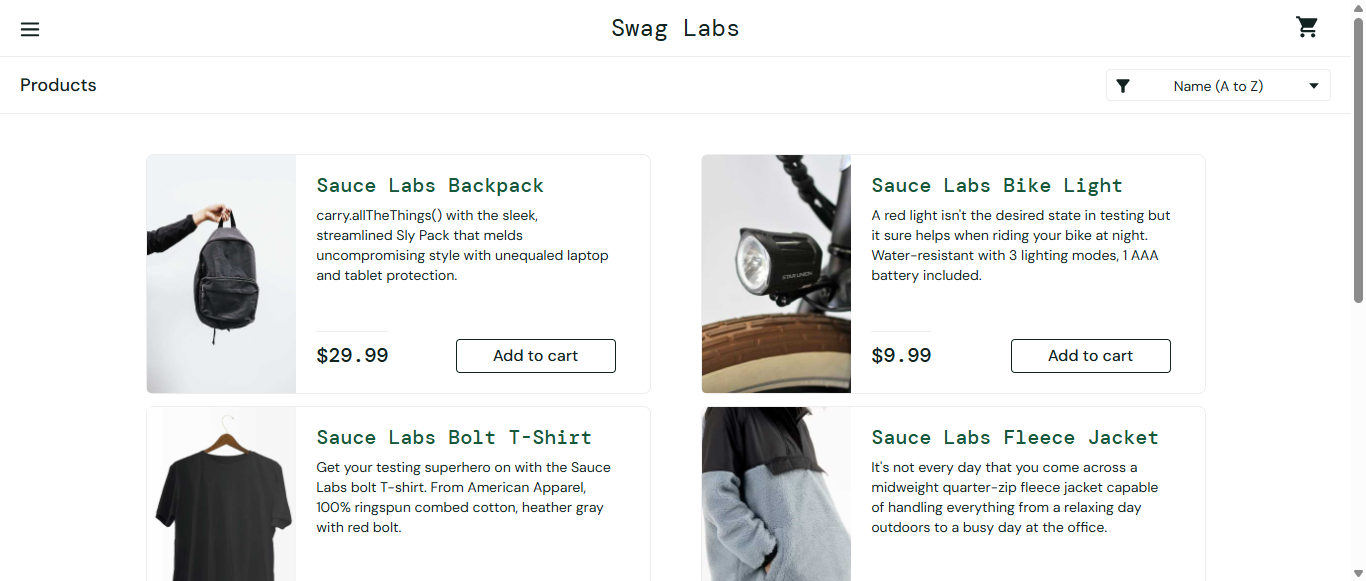 Swag Labs
Products
Name (A to Z)
Sauce Labs Backpack
carry.allTheThings() with the sleek,
streamlined Sly Pack that melds
uncompromising style with unequaled laptop
and tablet protection.
$29.99
Add to cart
Sauce Labs Bike Light
A red light isn't the desired state in testing but
it sure helps when riding your bike at night.
Water-resistant with 3 lighting modes, 1 AAA
battery included.
STAR UNION
$9.99
Add to cart
Sauce Labs Bolt T-Shirt
Get your testing superhero on with the Sauce
Labs bolt T-shirt. From American Apparel,
100% ringspun combed cotton, heather gray
with red bolt.
Sauce Labs Fleece Jacket
It's not every day that you come across a
midweight quarter-zip fleece jacket capable
of handling everything from a relaxing day
outdoors to a busy day at the office.